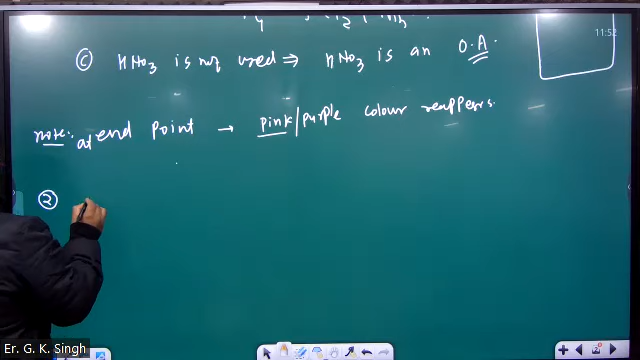 11:52
Ⓒ HNO3 is not used ⇒ HNO3 is an O.A.
note:. at end point → pink/purple colour reappers.
②
Er. G. K. Singh